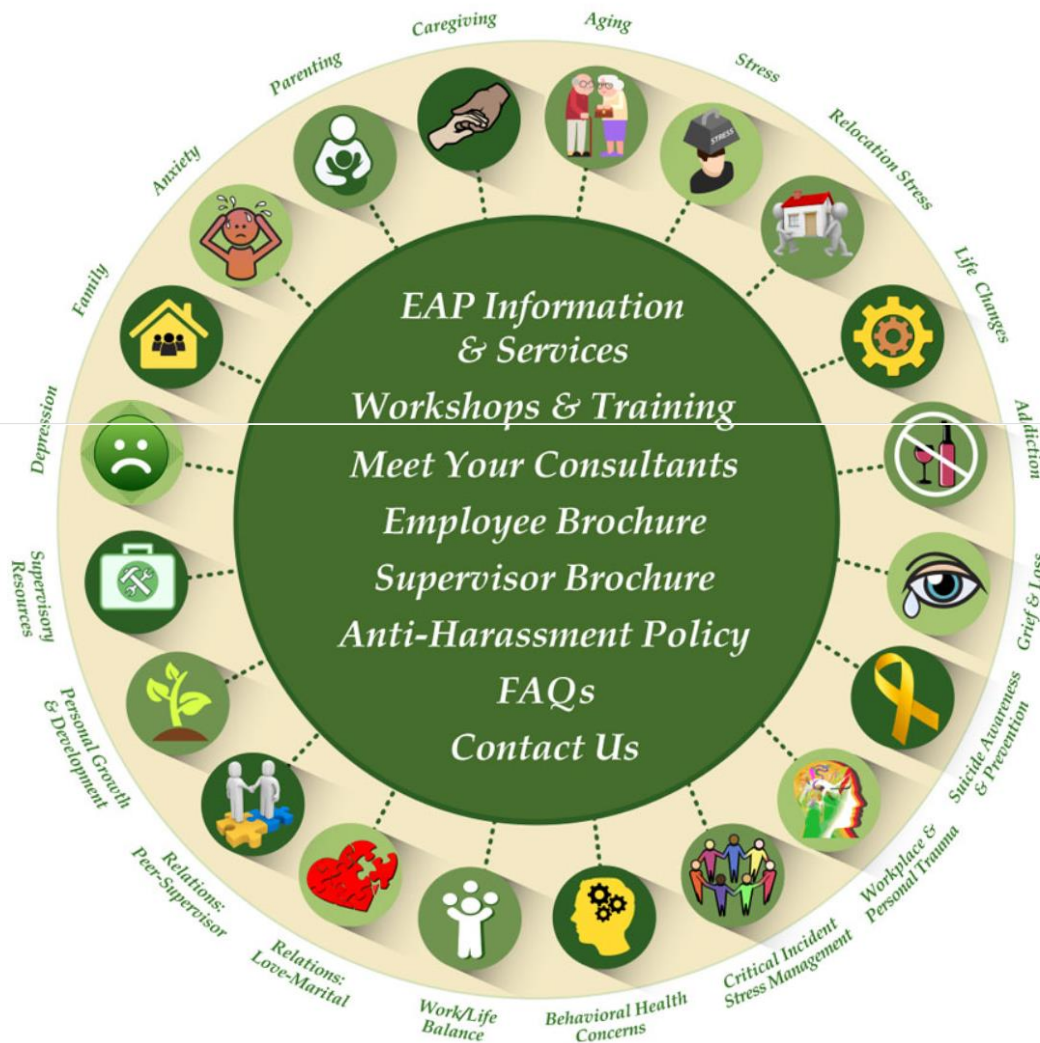 Caregiving
Aging
Stress
Relocation Stress
Life Changes
Addiction
Grief & Loss
Suicide Awareness
& Prevention
Workplace &
Personal Trauma
Critical Incident
Stress Management
Behavioral Health
Concerns
Work/Life
Balance
Relations:
Love-Marital
Relations:
Peer-Supervisor
Personal Growth
& Development
Supervisory
Resources
Depression
Family
Anxiety
Parenting
STRESS
EAP Information
& Services
Workshops & Training
Meet Your Consultants
Employee Brochure
Supervisor Brochure
Anti-Harassment Policy
FAQs
Contact Us